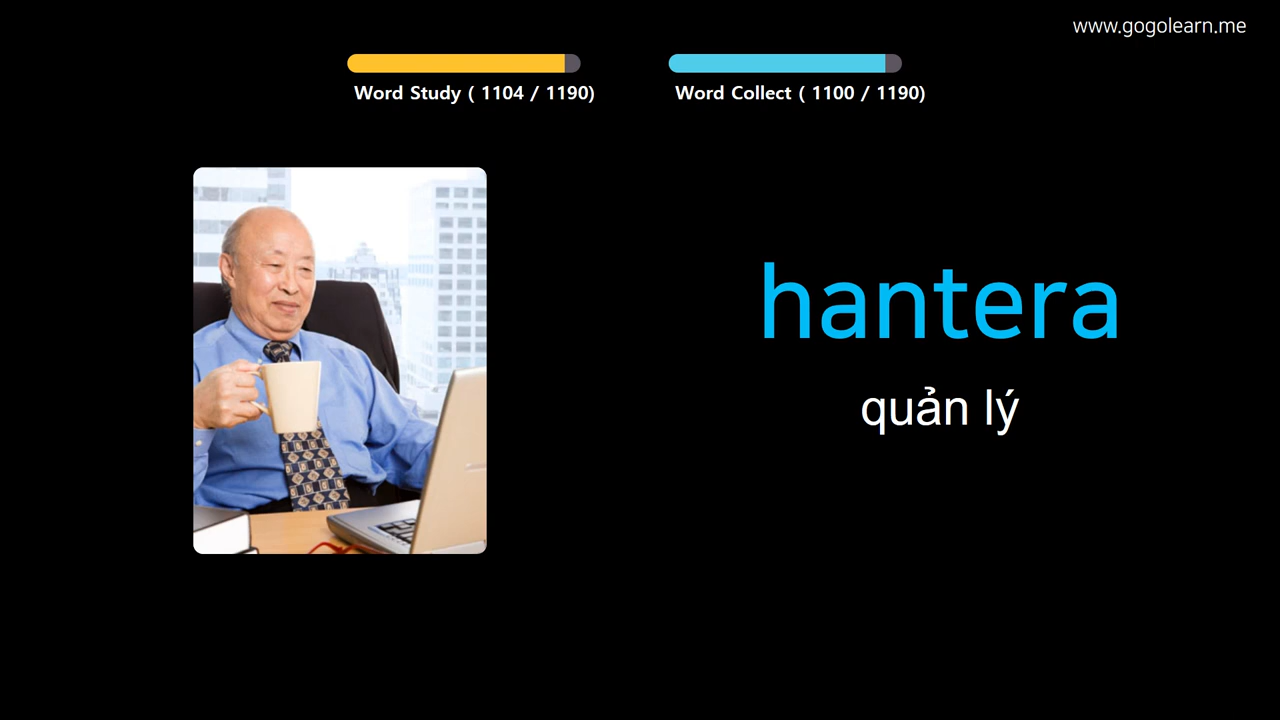 www.gogolearn.me
Word Study ( 1104 / 1190)
Word Collect ( 1100 / 1190)
hantera
quản lý